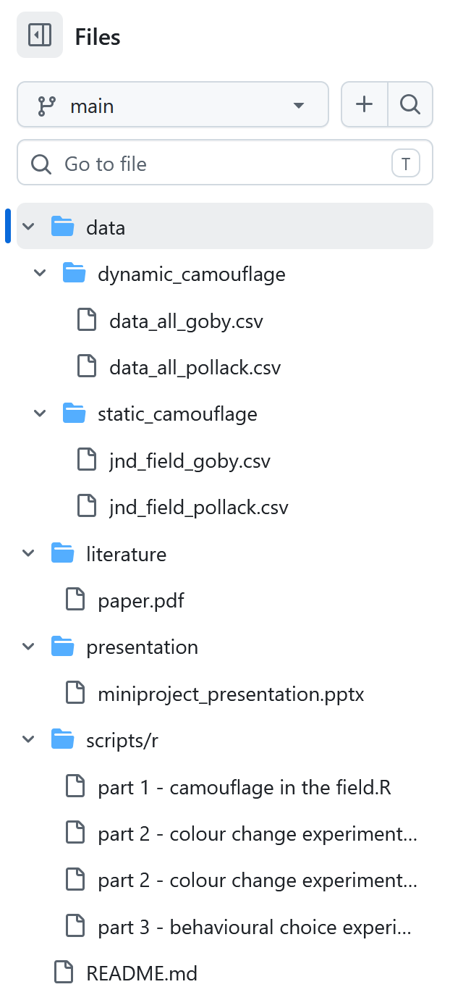 Files
main
Go to file
T
data
dynamic_camouflage
data_all_goby.csv
data_all_pollack.csv
static_camouflage
jnd_field_goby.csv
jnd_field_pollack.csv
literature
paper.pdf
presentation
miniproject_presentation.pptx
scripts/r
part 1 - camouflage in the field.R
part 2 - colour change experiment...
part 2 - colour change experiment...
part 3 - behavioural choice experi...
README.md